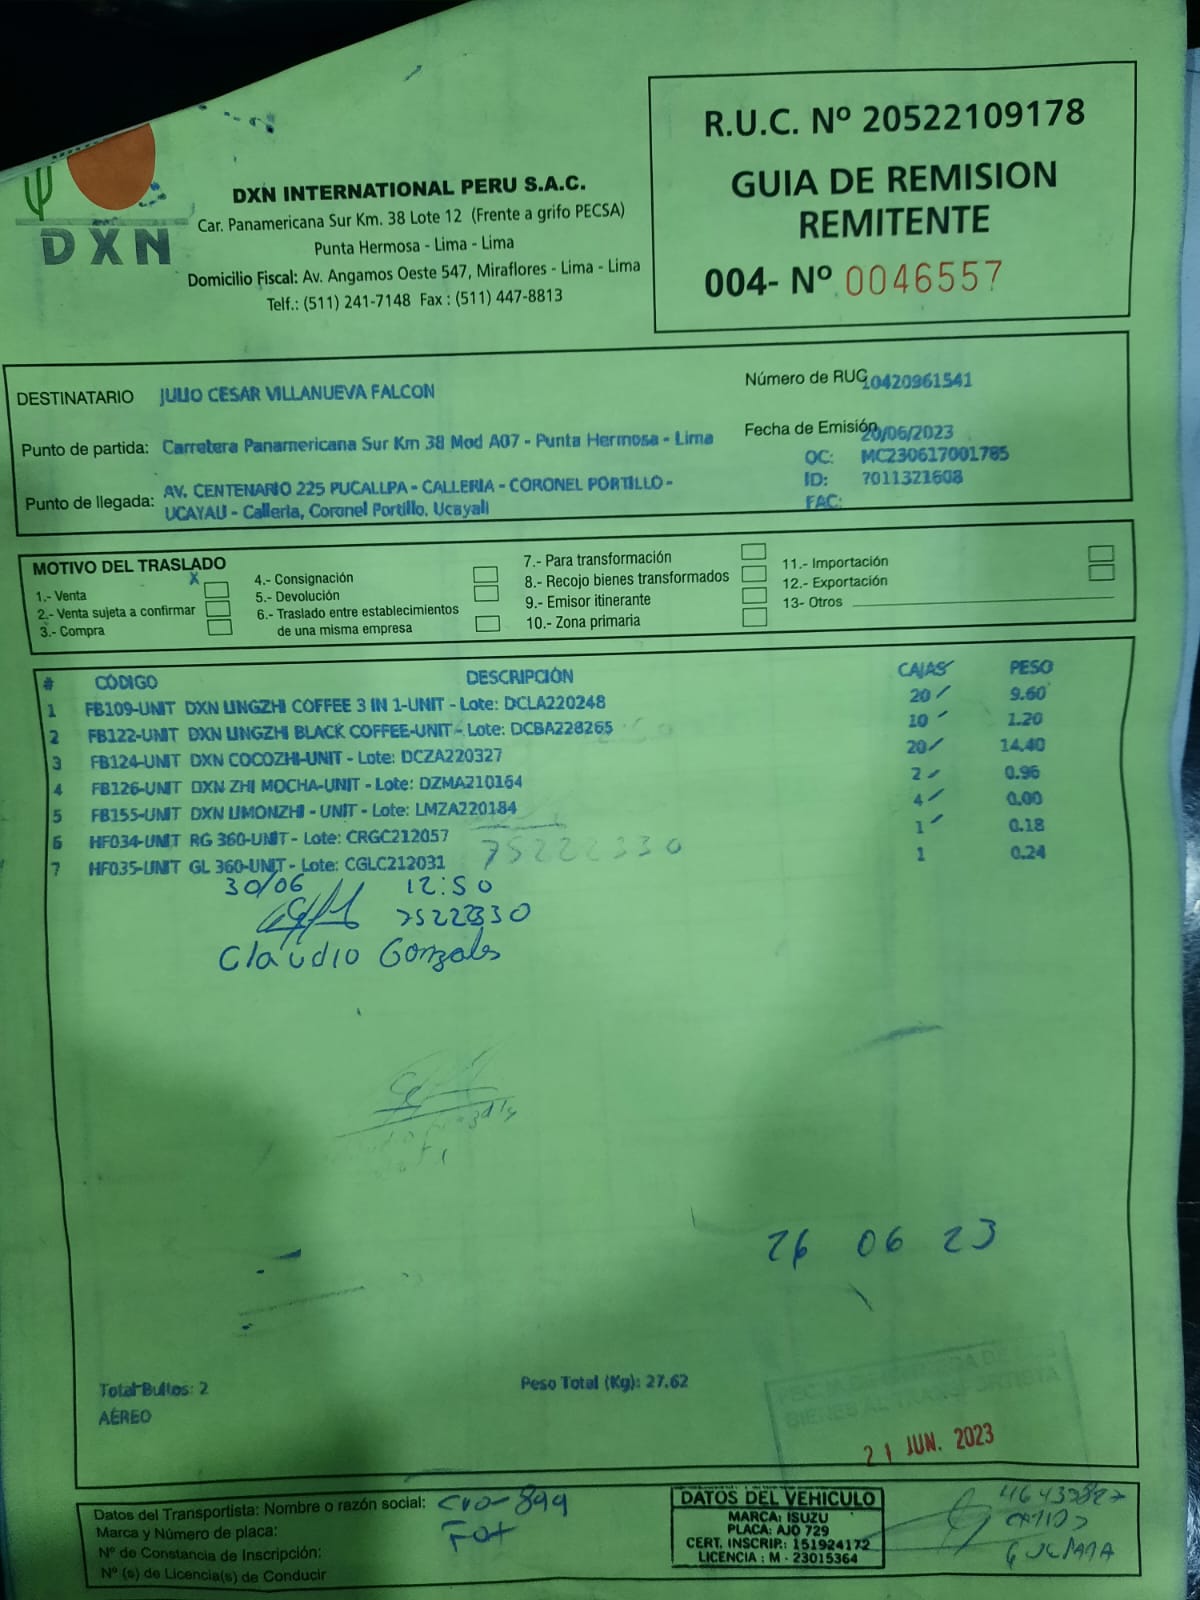 R.U.C. Nº 20522109178
GUIA DE REMISION
REMITENTE
004- Nº 0046557
DXN
DXN INTERNATIONAL PERU S.A.C.
Car. Panamericana Sur Km. 38 Lote 12 (Frente a grifo PECSA)
Punta Hermosa - Lima - Lima
Domicilio Fiscal: Av. Angamos Oeste 547, Miraflores - Lima - Lima
Telf.: (511) 241-7148 Fax : (511) 447-8813
DESTINATARIO JULIO CESAR VILLANUEVA FALCON
Número de RUC 10420961541
Punto de partida: Carretera Panamericana Sur Km 38 Mod A07 - Punta Hermosa - Lima
Fecha de Emisión 20/06/2023
OC: MC230617001785
ID: 7011321608
FAC:
Punto de llegada: AV. CENTENARIO 225 PUCALLPA - CALLERIA - CORONEL PORTILLO -
UCAYALI - Calleria, Coronel Portillo, Ucayali
MOTIVO DEL TRASLADO
X
1.- Venta
2.- Venta sujeta a confirmar
3.- Compra
4.- Consignación
5.- Devolución
6.- Traslado entre establecimientos
de una misma empresa
7.- Para transformación
8.- Recojo bienes transformados
9.- Emisor itinerante
10.- Zona primaria
11.- Importación
12.- Exportación
13- Otros
# CÓDIGO DESCRIPCIÓN CAJAS PESO
1 FB109-UNIT DXN LINGZHI COFFEE 3 IN 1-UNIT - Lote: DCLA220248 20 9.60
2 FB122-UNIT DXN LINGZHI BLACK COFFEE-UNIT - Lote: DCBA228265 10 1.20
3 FB124-UNIT DXN COCOZHI-UNIT - Lote: DCZA220327 20 14.40
4 FB126-UNIT DXN ZHI MOCHA-UNIT - Lote: DZMA210164 2 0.96
5 FB155-UNIT DXN LIMONZHI - UNIT - Lote: LMZA220184 4 0.00
6 HF034-UNIT RG 360-UNIT - Lote: CRGC212057 1 0.18
7 HF035-UNIT GL 360-UNIT - Lote: CGLC212031 1 0.24
75222330
30/06 12:50
75222330
Claudio Gonzales
26 06 23
Total Bultos: 2
Peso Total (Kg): 27.62
AÉREO
BIENES AL TRANSPORTISTA
21 JUN. 2023
Datos del Transportista: Nombre o razón social:
Marca y Número de placa:
Nº de Constancia de Inscripción:
Nº (s) de Licencia(s) de Conducir
DATOS DEL VEHICULO
MARCA: ISUZU
PLACA: AJO 729
CERT. INSCRIP.: 151924172
LICENCIA : M - 23015364